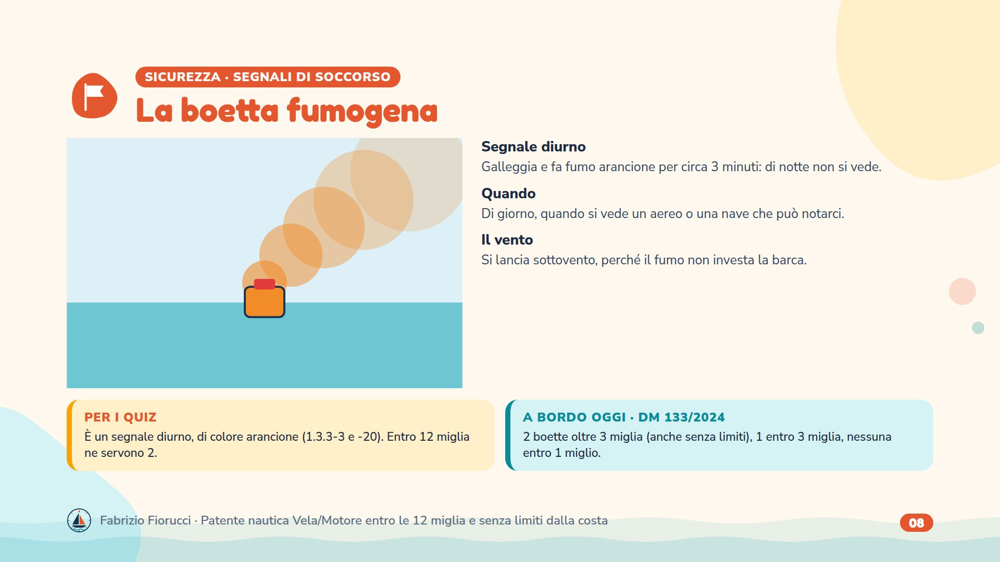 SICUREZZA · SEGNALI DI SOCCORSO
La boetta fumogena
Segnale diurno
Galleggia e fa fumo arancione per circa 3 minuti: di notte non si vede.
Quando
Di giorno, quando si vede un aereo o una nave che può notarci.
Il vento
Si lancia sottovento, perché il fumo non investa la barca.
PER I QUIZ
È un segnale diurno, di colore arancione (1.3.3-3 e -20). Entro 12 miglia
ne servono 2.
A BORDO OGGI · DM 133/2024
2 boette oltre 3 miglia (anche senza limiti), 1 entro 3 miglia, nessuna
entro 1 miglio.
Fabrizio Fiorucci · Patente nautica Vela/Motore entro le 12 miglia e senza limiti dalla costa
08